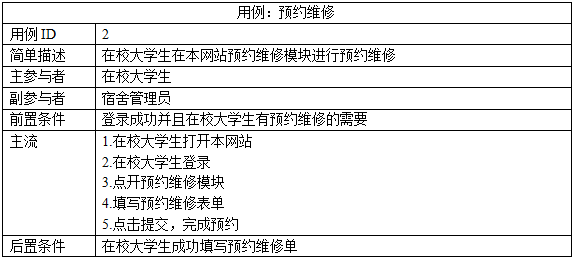 用例：预约维修
用例 ID 2
简单描述 在校大学生在本网站预约维修模块进行预约维修
主参与者 在校大学生
副参与者 宿舍管理员
前置条件 登录成功并且在校大学生有预约维修的需要
主流 1.在校大学生打开本网站
2.在校大学生登录
3.点开预约维修模块
4.填写预约维修表单
5.点击提交，完成预约
后置条件 在校大学生成功填写预约维修单